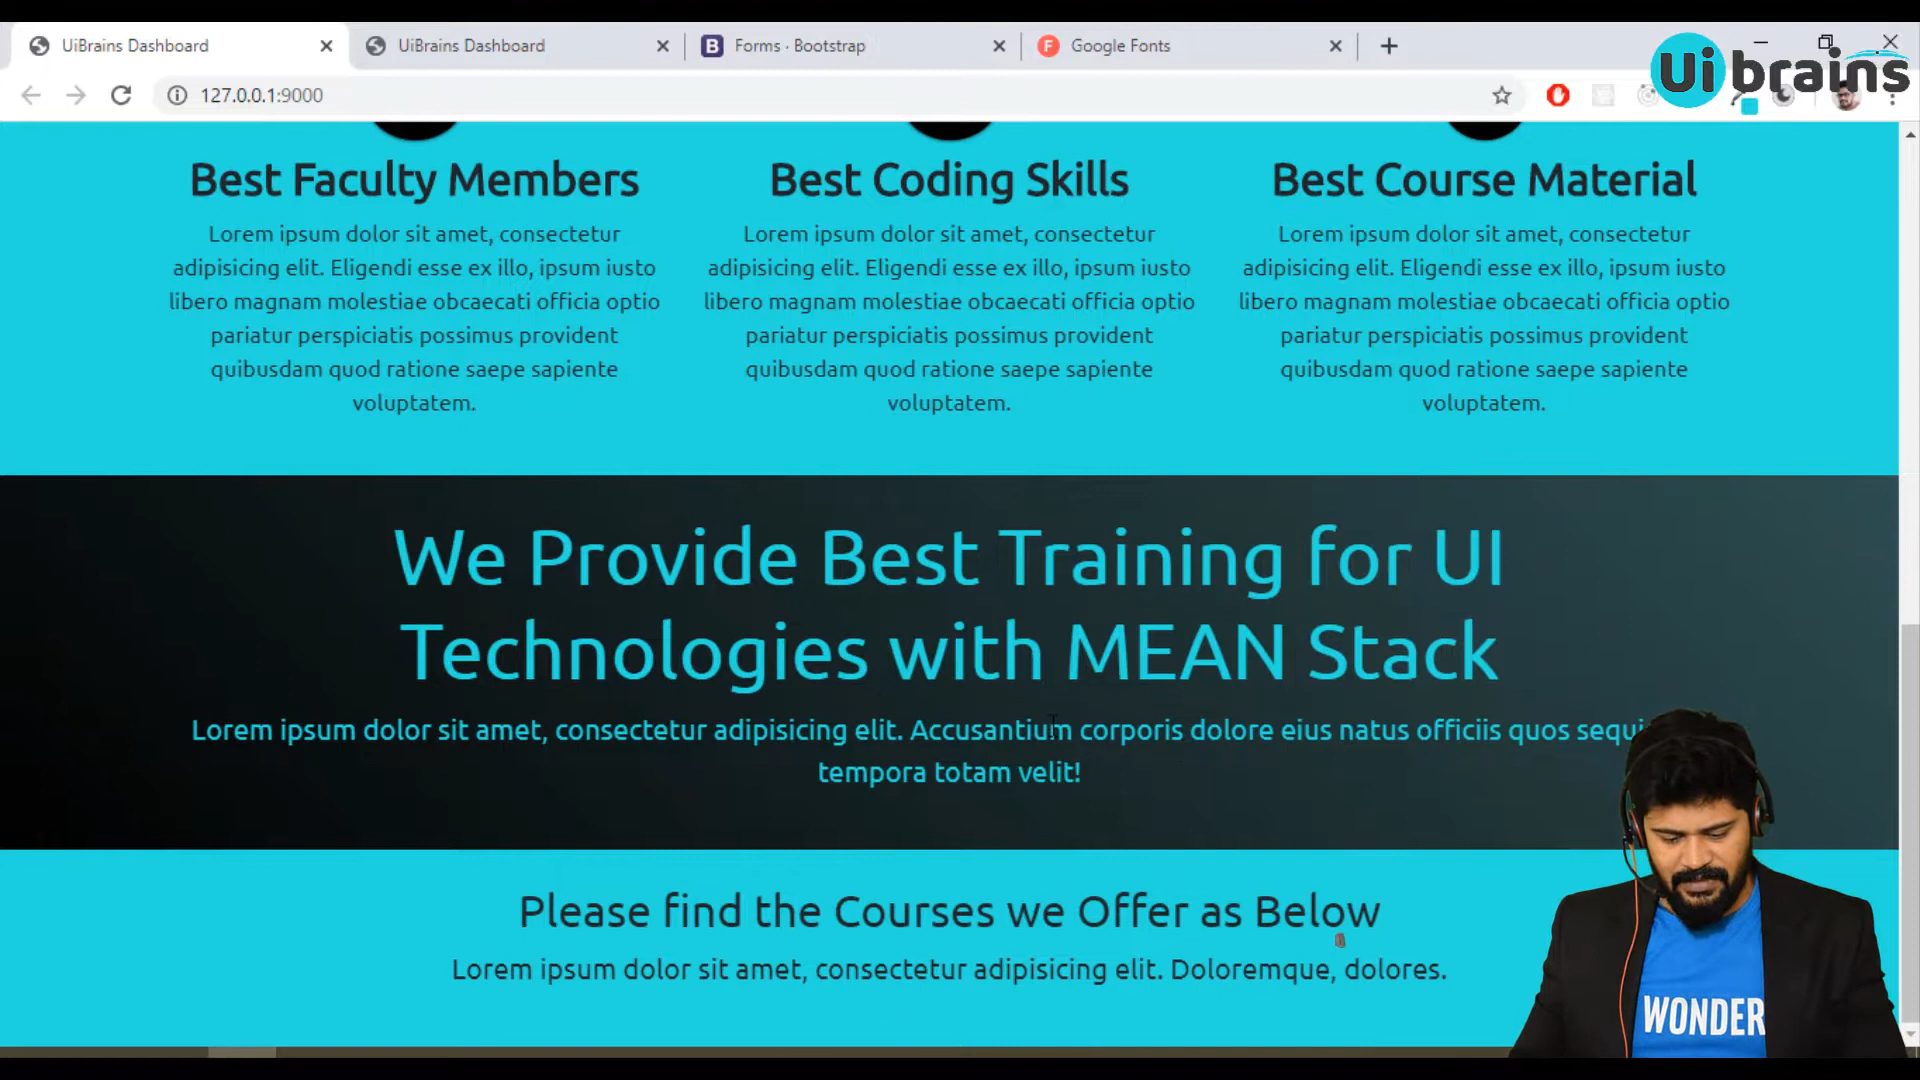 UiBrains Dashboard
UiBrains Dashboard
B Forms · Bootstrap
F Google Fonts
Ui brains
127.0.0.1:9000
Best Faculty Members
Lorem ipsum dolor sit amet, consectetur
adipisicing elit. Eligendi esse ex illo, ipsum iusto
libero magnam molestiae obcaecati officia optio
pariatur perspiciatis possimus provident
quibusdam quod ratione saepe sapiente
voluptatem.
Best Coding Skills
Lorem ipsum dolor sit amet, consectetur
adipisicing elit. Eligendi esse ex illo, ipsum iusto
libero magnam molestiae obcaecati officia optio
pariatur perspiciatis possimus provident
quibusdam quod ratione saepe sapiente
voluptatem.
Best Course Material
Lorem ipsum dolor sit amet, consectetur
adipisicing elit. Eligendi esse ex illo, ipsum iusto
libero magnam molestiae obcaecati officia optio
pariatur perspiciatis possimus provident
quibusdam quod ratione saepe sapiente
voluptatem.
We Provide Best Training for UI
Technologies with MEAN Stack
Lorem ipsum dolor sit amet, consectetur adipisicing elit. Accusantium corporis dolore eius natus officiis quos sequi
tempora totam velit!
Please find the Courses we Offer as Below
Lorem ipsum dolor sit amet, consectetur adipisicing elit. Doloremque, dolores.
WONDER